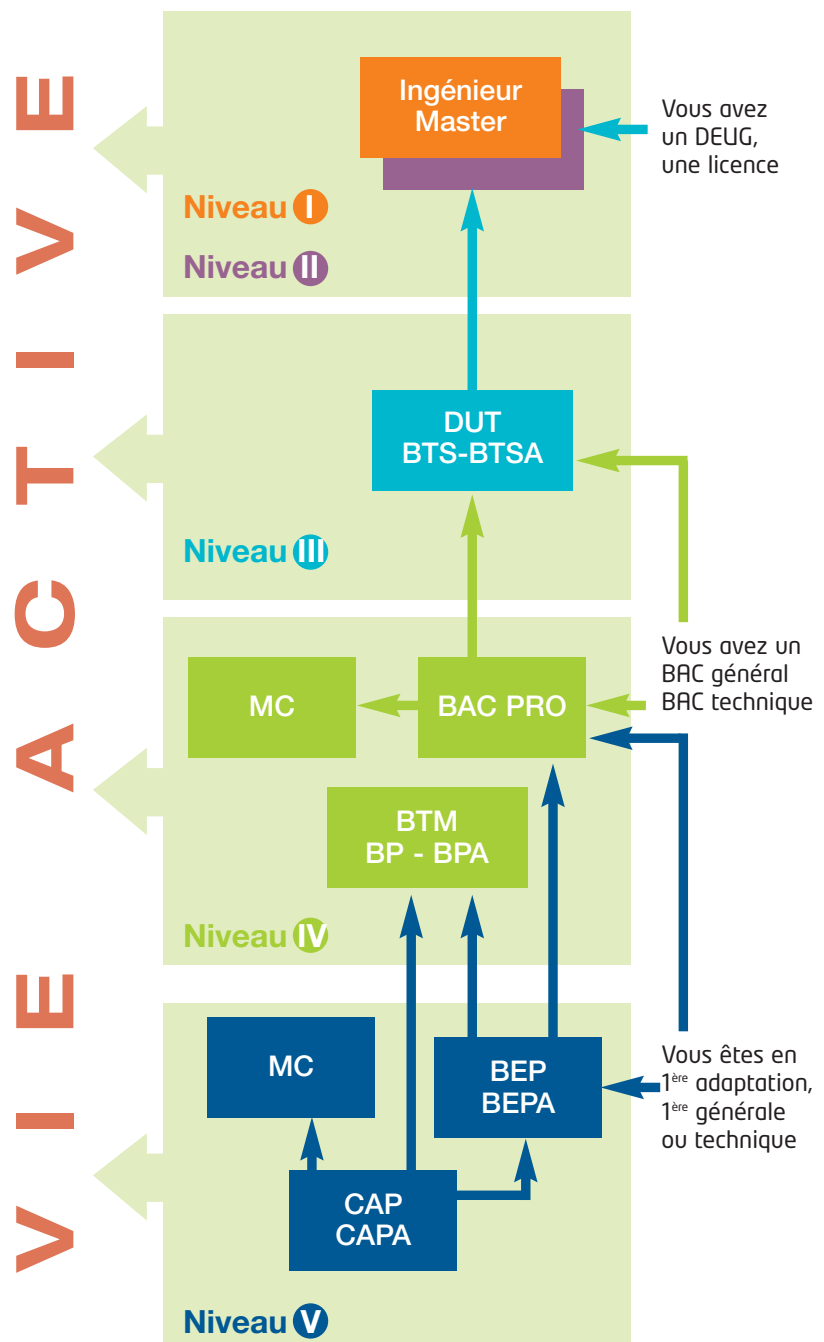 VIE ACTIVE
Ingénieur
Master
Vous avez
un DEUG,
une licence
Niveau I
Niveau II
DUT
BTS-BTSA
Niveau III
Vous avez un
BAC général
BAC technique
MC
BAC PRO
BTM
BP - BPA
Niveau IV
MC
BEP
BEPA
Vous êtes en
1ère adaptation,
1ère générale
ou technique
CAP
CAPA
Niveau V